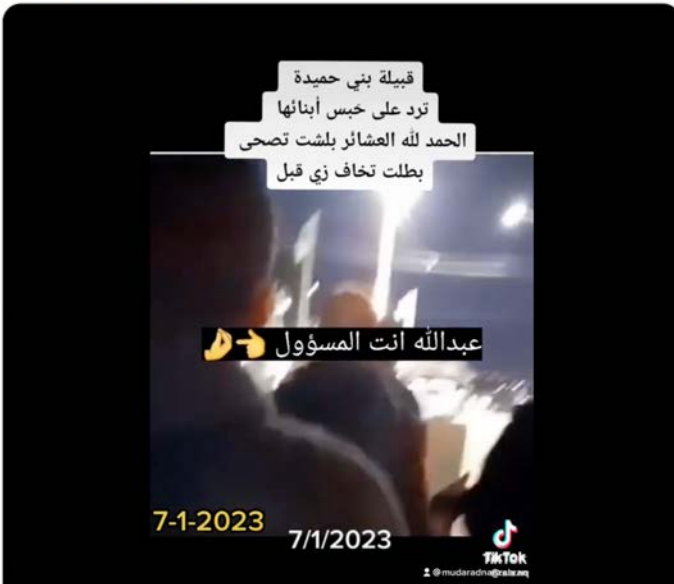 قبيلة بني حميدة
ترد على حَبس أبنائها
الحمد لله العشائر بلشت تصحى
بطلت تخاف زي قبل
عبدالله انت المسؤول 👈🤌
7-1-2023
7/1/2023
TikTok